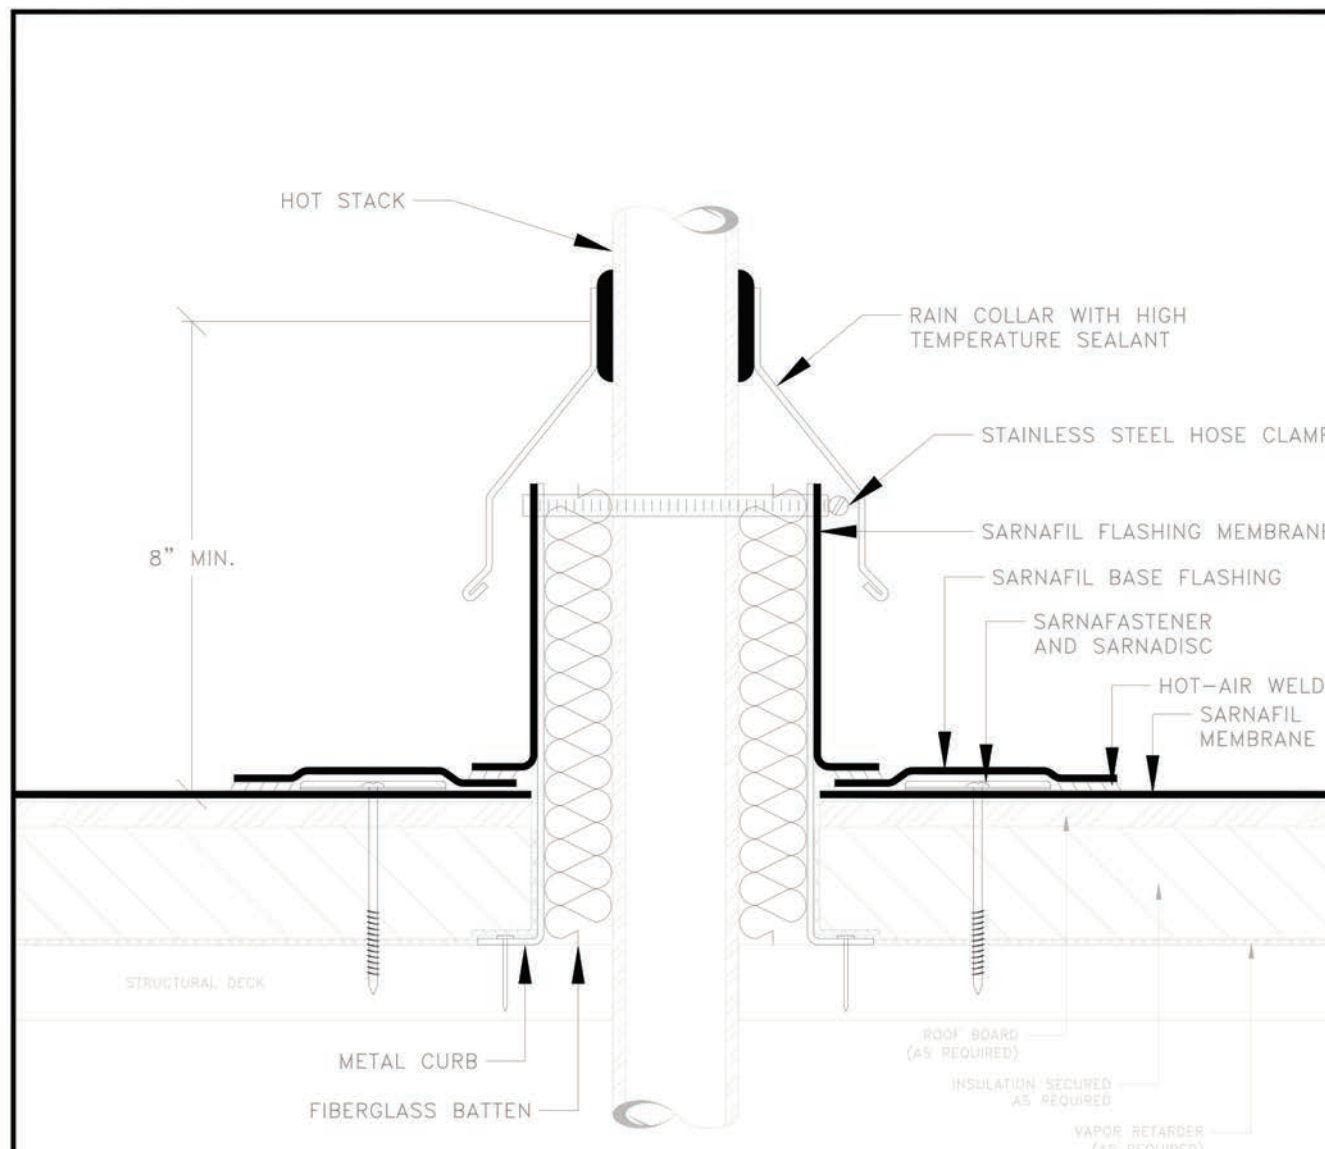 HOT STACK
RAIN COLLAR WITH HIGH
TEMPERATURE SEALANT
STAINLESS STEEL HOSE CLAMP
8" MIN.
SARNAFIL FLASHING MEMBRANE
SARNAFIL BASE FLASHING
SARNAFASTENER
AND SARNADISC
HOT-AIR WELD
SARNAFIL
MEMBRANE
STRUCTURAL DECK
ROOF BOARD
(AS REQUIRED)
METAL CURB
INSULATION SECURED
AS REQUIRED
FIBERGLASS BATTEN
VAPOR RETARDER
(AS REQUIRED)